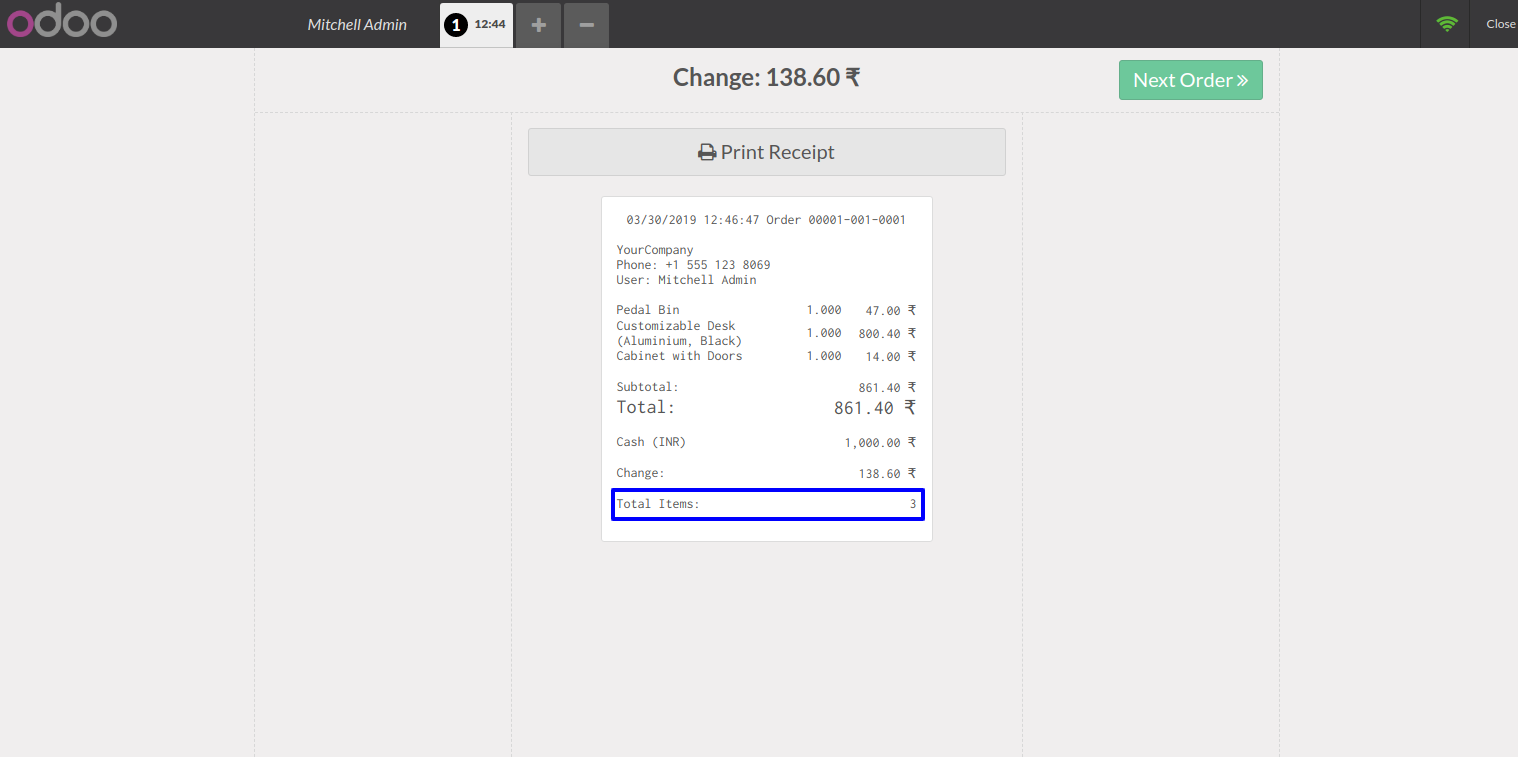 odoo
Mitchell Admin
1 12:44
+ −
Close
Change: 138.60 ₹
Next Order »
Print Receipt
03/30/2019 12:46:47 Order 00001-001-0001
YourCompany
Phone: +1 555 123 8069
User: Mitchell Admin
Pedal Bin 1.000 47.00 ₹
Customizable Desk
(Aluminium, Black) 1.000 800.40 ₹
Cabinet with Doors 1.000 14.00 ₹
Subtotal: 861.40 ₹
Total: 861.40 ₹
Cash (INR) 1,000.00 ₹
Change: 138.60 ₹
Total Items: 3